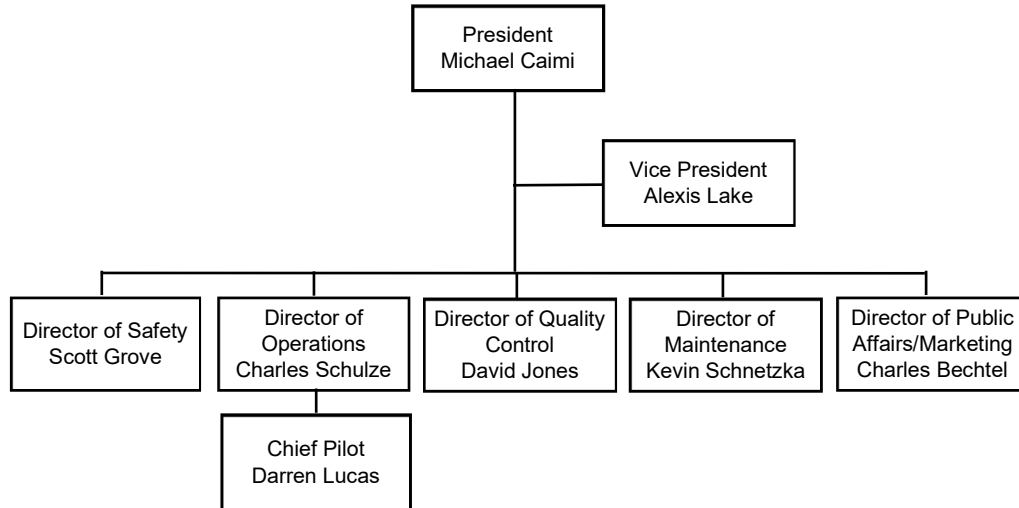 President
Michael Caimi
Vice President
Alexis Lake
Director of Safety
Scott Grove
Director of
Operations
Charles Schulze
Director of Quality
Control
David Jones
Director of
Maintenance
Kevin Schnetzka
Director of Public
Affairs/Marketing
Charles Bechtel
Chief Pilot
Darren Lucas